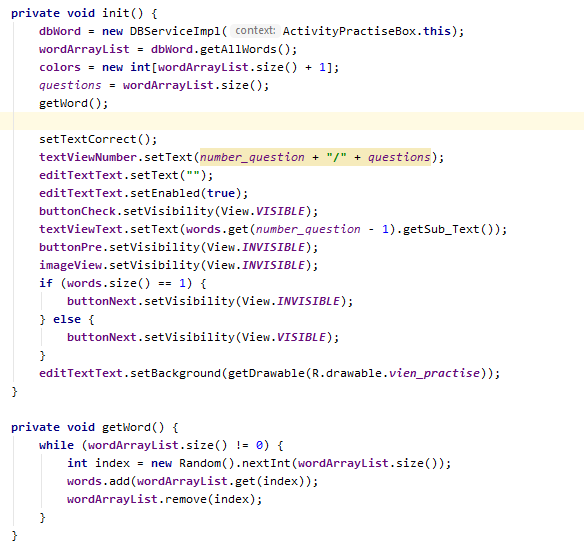 private void init() {
    dbWord = new DBServiceImpl( context: ActivityPractiseBox.this);
    wordArrayList = dbWord.getAllWords();
    colors = new int[wordArrayList.size() + 1];
    questions = wordArrayList.size();
    getWord();

    setTextCorrect();
    textViewNumber.setText(number_question + "/" + questions);
    editTextText.setText("");
    editTextText.setEnabled(true);
    buttonCheck.setVisibility(View.VISIBLE);
    textViewText.setText(words.get(number_question - 1).getSub_Text());
    buttonPre.setVisibility(View.INVISIBLE);
    imageView.setVisibility(View.INVISIBLE);
    if (words.size() == 1) {
        buttonNext.setVisibility(View.INVISIBLE);
    } else {
        buttonNext.setVisibility(View.VISIBLE);
    }
    editTextText.setBackground(getDrawable(R.drawable.vien_practise));
}

private void getWord() {
    while (wordArrayList.size() != 0) {
        int index = new Random().nextInt(wordArrayList.size());
        words.add(wordArrayList.get(index));
        wordArrayList.remove(index);
    }
}